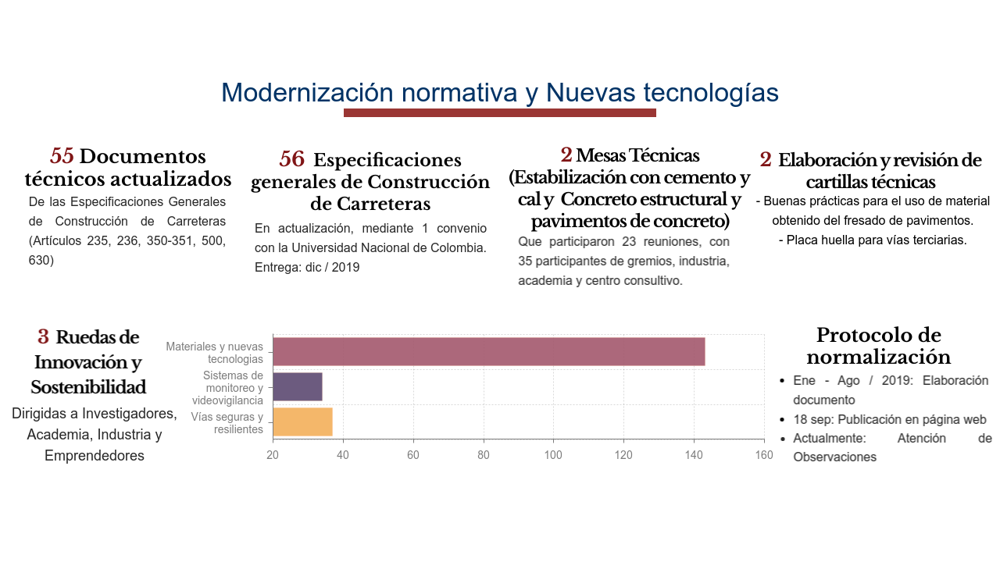 Modernización normativa y Nuevas tecnologías
55 Documentos
técnicos actualizados
De las Especificaciones Generales
de Construcción de Carreteras
(Artículos 235, 236, 350-351, 500,
630)
56 Especificaciones
generales de Construcción
de Carreteras
En actualización, mediante 1 convenio
con la Universidad Nacional de Colombia.
Entrega: dic / 2019
2 Mesas Técnicas
(Estabilización con cemento y
cal y Concreto estructural y
pavimentos de concreto)
Que participaron 23 reuniones, con
35 participantes de gremios, industria,
academia y centro consultivo.
2 Elaboración y revisión de
cartillas técnicas
- Buenas prácticas para el uso de material
obtenido del fresado de pavimentos.
- Placa huella para vías terciarias.
3 Ruedas de
Innovación y
Sostenibilidad
Dirigidas a Investigadores,
Academia, Industria y
Emprendedores
Materiales y nuevas
tecnologías
Sistemas de
monitoreo y
videovigilancia
Vías seguras y
resilientes
20 40 60 80 100 120 140 160
Protocolo de
normalización
• Ene - Ago / 2019: Elaboración
documento
• 18 sep: Publicación en página web
• Actualmente: Atención de
Observaciones